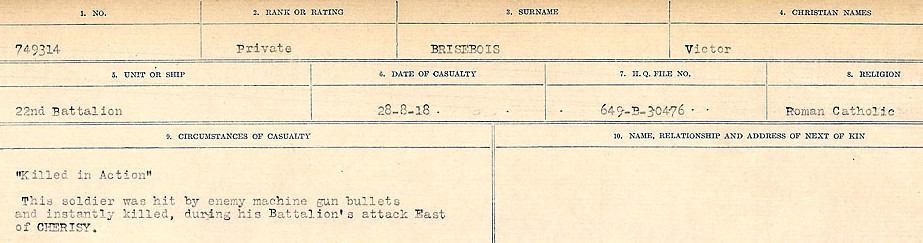 1. NO. 2. RANK OR RATING 3. SURNAME 4. CHRISTIAN NAMES
749314 Private BRISEBOIS Victor
5. UNIT OR SHIP 6. DATE OF CASUALTY 7. H.Q. FILE NO. 8. RELIGION
22nd Battalion 28-8-18 649-B-30476 Roman Catholic
9. CIRCUMSTANCES OF CASUALTY 10. NAME, RELATIONSHIP AND ADDRESS OF NEXT OF KIN
"Killed in Action"
This soldier was hit by enemy machine gun bullets
and instantly killed, during his Battalion's attack East
of CHERISY.